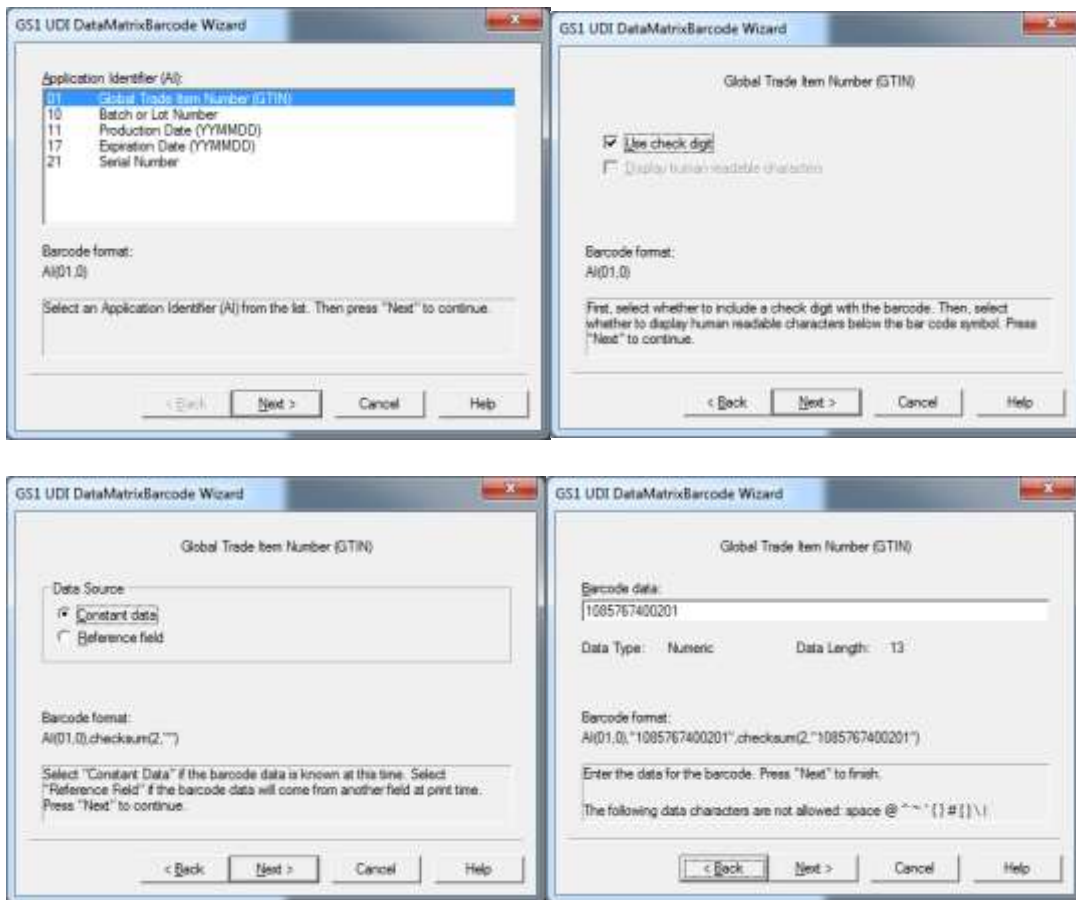 GS1 UDI DataMatrixBarcode Wizard
Application Identifier (AI):
01 Global Trade Item Number (GTIN)
10 Batch or Lot Number
11 Production Date (YYMMDD)
17 Expiration Date (YYMMDD)
21 Serial Number
Barcode format:
AI(01,0)
Select an Application Identifier (AI) from the list. Then press "Next" to continue.
< Back Next > Cancel Help
GS1 UDI DataMatrixBarcode Wizard
Global Trade Item Number (GTIN)
Use check digit
Display human readable characters
Barcode format:
AI(01,0)
First, select whether to include a check digit with the barcode. Then, select
whether to display human readable characters below the bar code symbol. Press
"Next" to continue.
< Back Next > Cancel Help
GS1 UDI DataMatrixBarcode Wizard
Global Trade Item Number (GTIN)
Data Source
Constant data
Reference field
Barcode format:
AI(01,0),checksum(2,"")
Select "Constant Data" if the barcode data is known at this time. Select
"Reference Field" if the barcode data will come from another field at print time.
Press "Next" to continue.
< Back Next > Cancel Help
GS1 UDI DataMatrixBarcode Wizard
Global Trade Item Number (GTIN)
Barcode data:
1085767400201
Data Type: Numeric Data Length: 13
Barcode format:
AI(01,0),"1085767400201",checksum(2,"1085767400201")
Enter the data for the barcode. Press "Next" to finish.
The following data characters are not allowed: space @ ^ ~ ` { } # [ ] \ |
< Back Next > Cancel Help